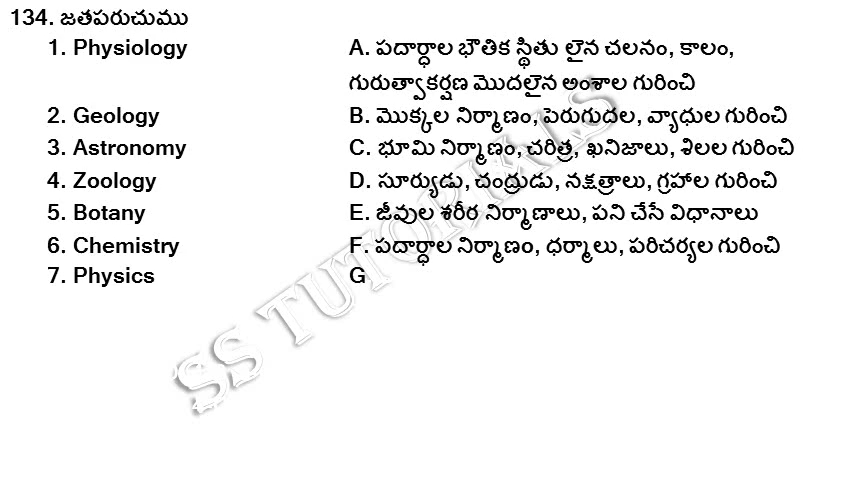 134. జతపరుచుము
1. Physiology A. పదార్ధాల భౌతిక స్థితు లైన చలనం, కాలం,
గురుత్వాకర్షణ మొదలైన అంశాల గురించి
2. Geology B. మొక్కల నిర్మాణం, పెరుగుదల, వ్యాధుల గురించి
3. Astronomy C. భూమి నిర్మాణం, చరిత్ర, ఖనిజాలు, శిలల గురించి
4. Zoology D. సూర్యుడు, చంద్రుడు, నక్షత్రాలు, గ్రహాల గురించి
5. Botany E. జీవుల శరీర నిర్మాణాలు, పని చేసే విధానాలు
6. Chemistry F. పదార్ధాల నిర్మాణం, ధర్మాలు, పరిచర్యల గురించి
7. Physics G
SS TUTORIALS